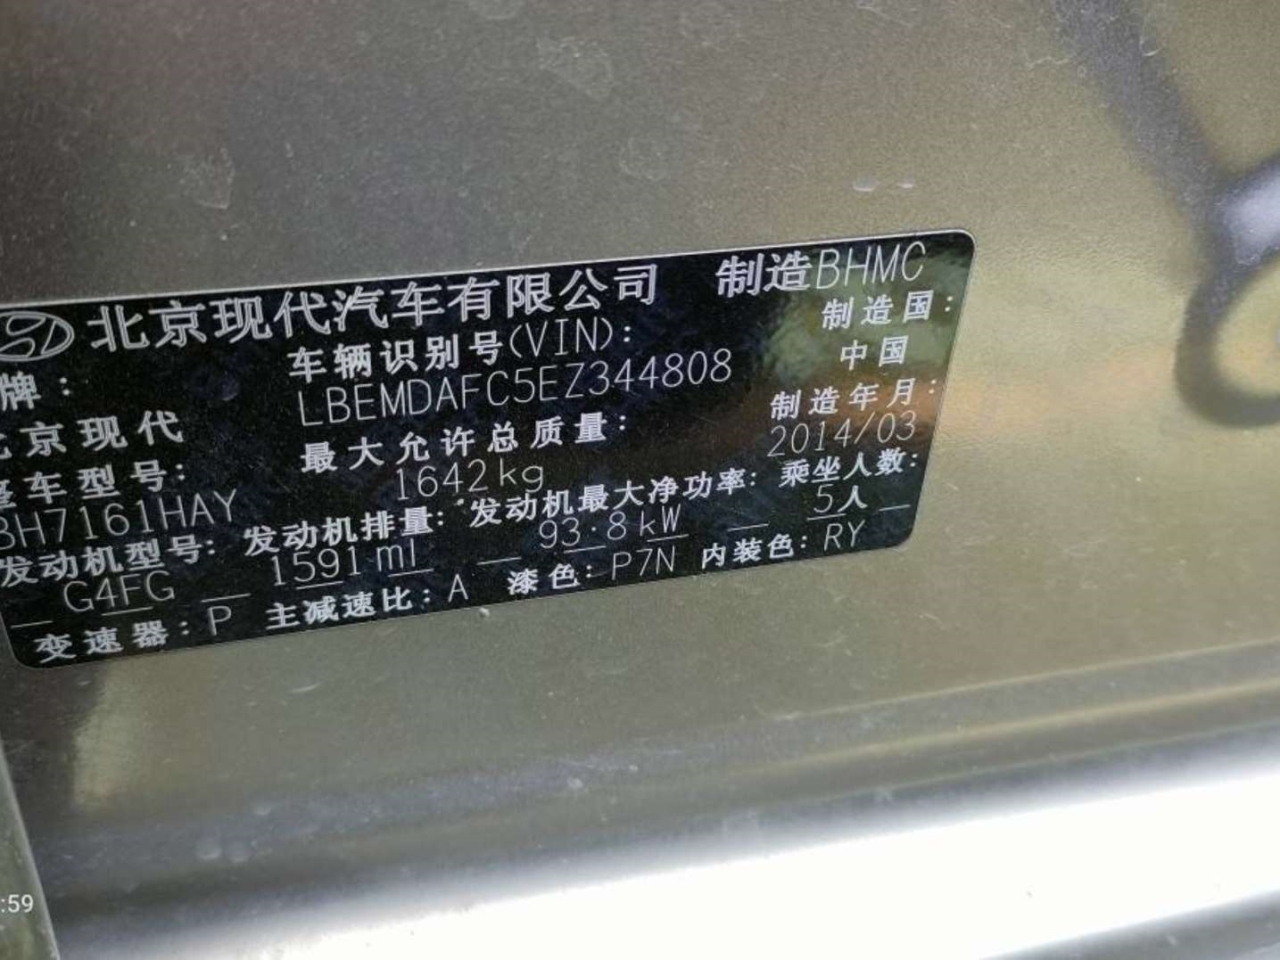 北京现代汽车有限公司 制造BHMC
牌: 车辆识别号(VIN): 制造国:
北京现代 LBEMDAFC5EZ344808 中国
整车型号: 最大允许总质量: 制造年月:
BH7161HAY 1642kg 2014/03
发动机型号: 发动机排量: 发动机最大净功率: 乘坐人数:
G4FG 1591ml 93.8kW 5人
变速器:P 主减速比:A 漆色:P7N 内装色:RY
:59